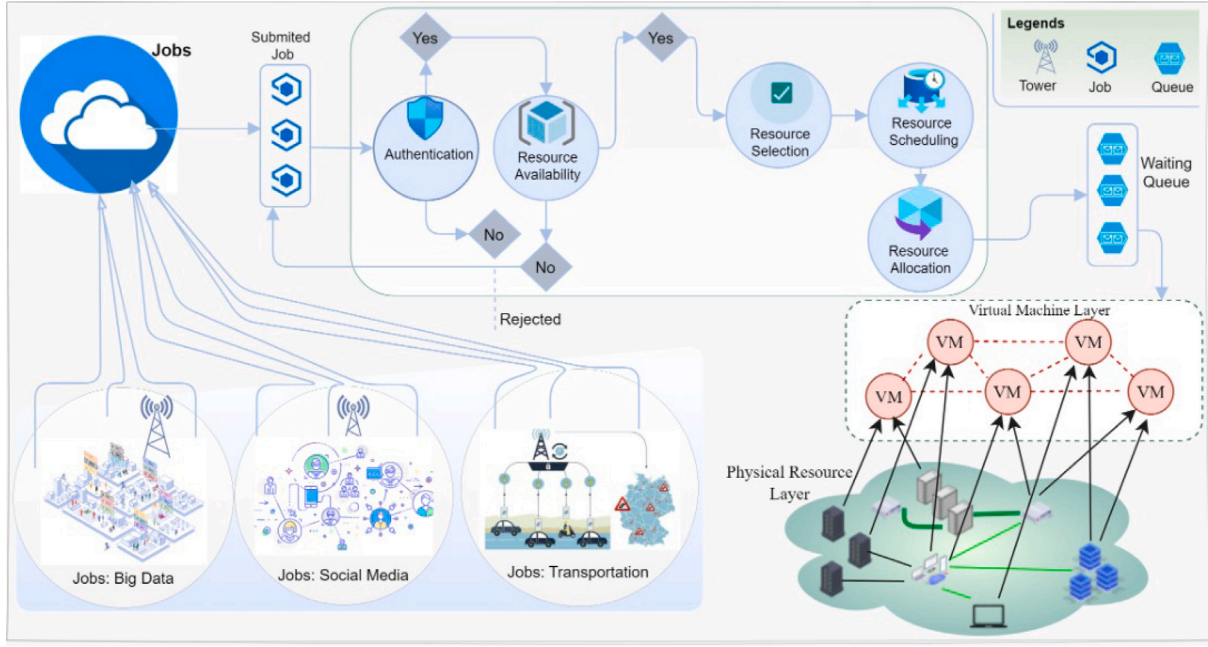 Jobs
Submited
Job
Yes
Yes
Authentication
Resource
Availability
No
No
Rejected
Resource
Selection
Resource
Scheduling
Resource
Allocation
Legends
Tower
Job
Queue
Waiting
Queue
Virtual Machine Layer
VM
VM
VM
VM
VM
Physical Resource
Layer
Jobs: Big Data
Jobs: Social Media
Jobs: Transportation